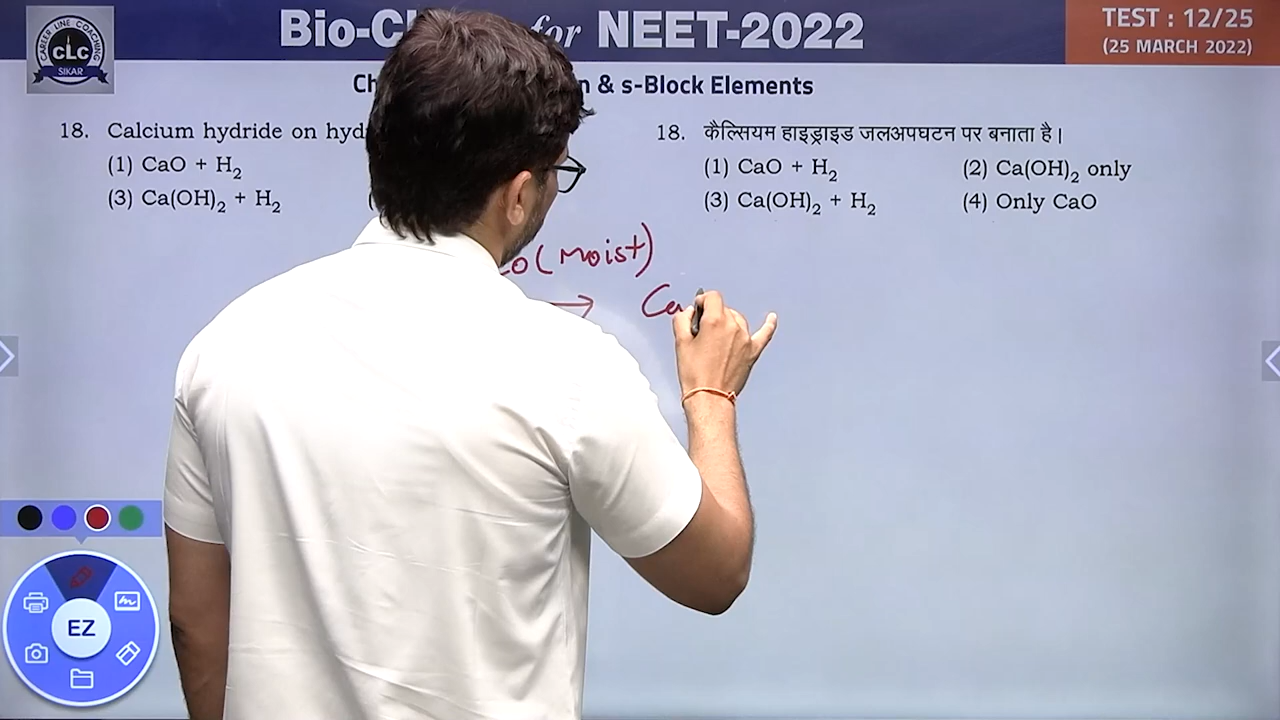 CAREER LINE COACHING
CLC
SIKAR
Bio-C for NEET-2022
TEST : 12/25
(25 MARCH 2022)
Ch n & s-Block Elements
18. Calcium hydride on hyd
(1) CaO + H₂
(3) Ca(OH)₂ + H₂
18. कैल्सियम हाइड्राइड जलअपघटन पर बनाता है।
(1) CaO + H₂ (2) Ca(OH)₂ only
(3) Ca(OH)₂ + H₂ (4) Only CaO
(Moist)
→ Ca
EZ